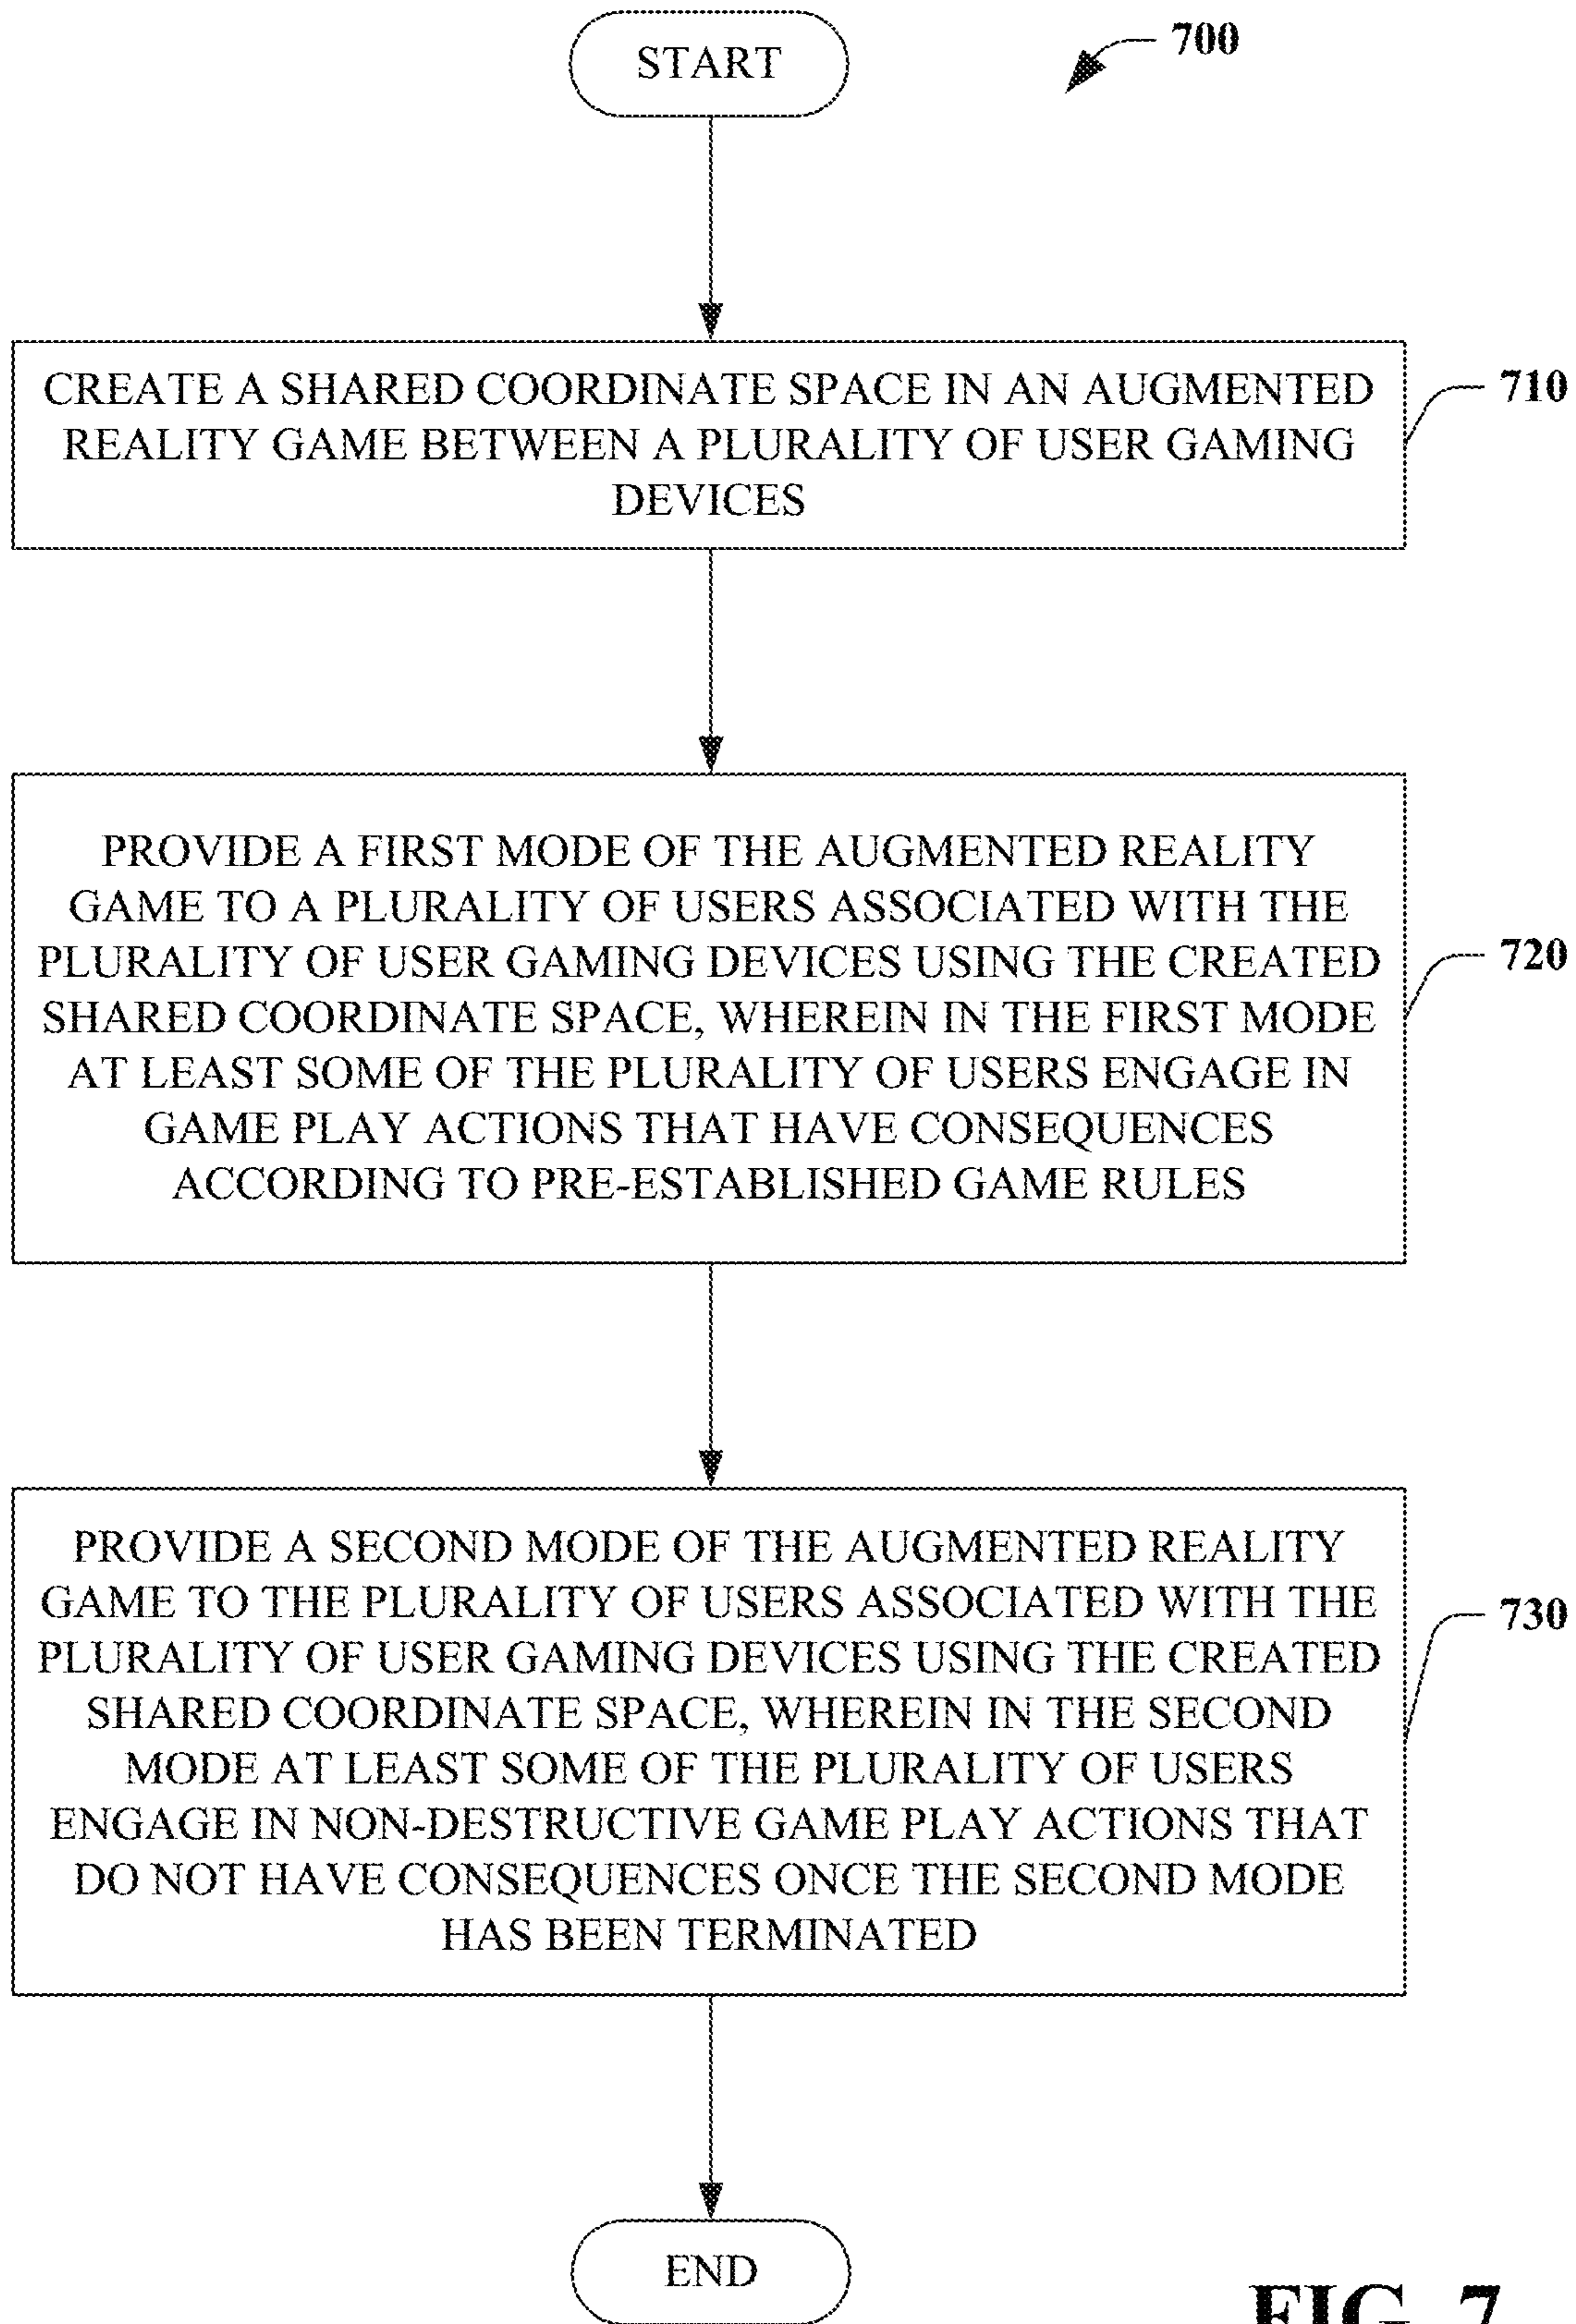 START
700
CREATE A SHARED COORDINATE SPACE IN AN AUGMENTED
REALITY GAME BETWEEN A PLURALITY OF USER GAMING
DEVICES
710
PROVIDE A FIRST MODE OF THE AUGMENTED REALITY
GAME TO A PLURALITY OF USERS ASSOCIATED WITH THE
PLURALITY OF USER GAMING DEVICES USING THE CREATED
SHARED COORDINATE SPACE, WHEREIN IN THE FIRST MODE
AT LEAST SOME OF THE PLURALITY OF USERS ENGAGE IN
GAME PLAY ACTIONS THAT HAVE CONSEQUENCES
ACCORDING TO PRE-ESTABLISHED GAME RULES
720
PROVIDE A SECOND MODE OF THE AUGMENTED REALITY
GAME TO THE PLURALITY OF USERS ASSOCIATED WITH THE
PLURALITY OF USER GAMING DEVICES USING THE CREATED
SHARED COORDINATE SPACE, WHEREIN IN THE SECOND
MODE AT LEAST SOME OF THE PLURALITY OF USERS
ENGAGE IN NON-DESTRUCTIVE GAME PLAY ACTIONS THAT
DO NOT HAVE CONSEQUENCES ONCE THE SECOND MODE
HAS BEEN TERMINATED
730
END
FIG. 7